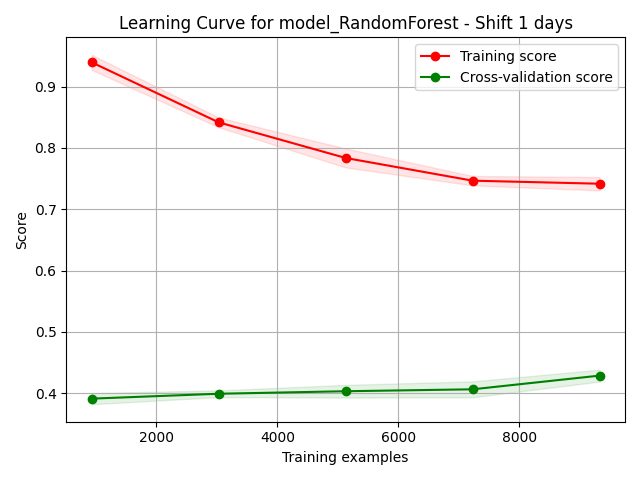 Learning Curve for model_RandomForest - Shift 1 days
Training score
Cross-validation score
Score
0.9
0.8
0.7
0.6
0.5
0.4
2000
4000
6000
8000
Training examples